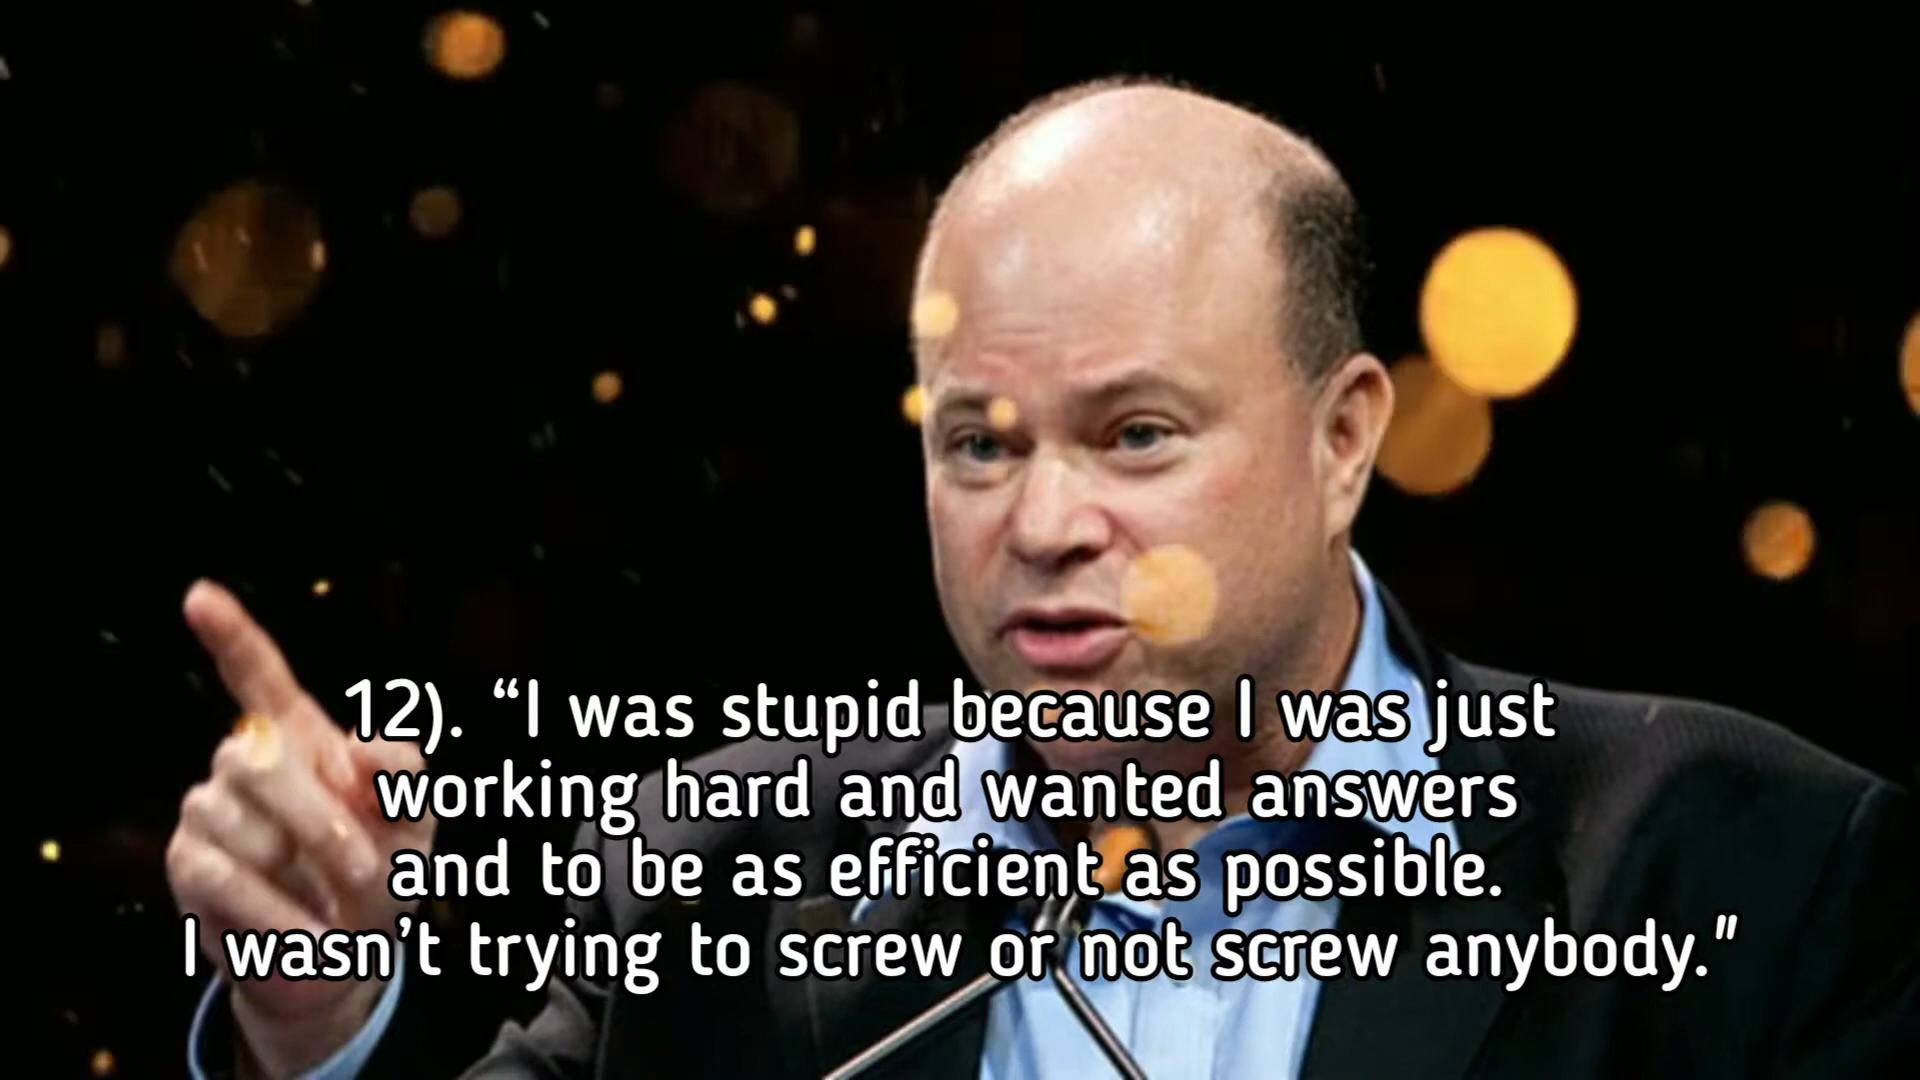 12). “I was stupid because I was just
working hard and wanted answers
and to be as efficient as possible.
I wasn’t trying to screw or not screw anybody."